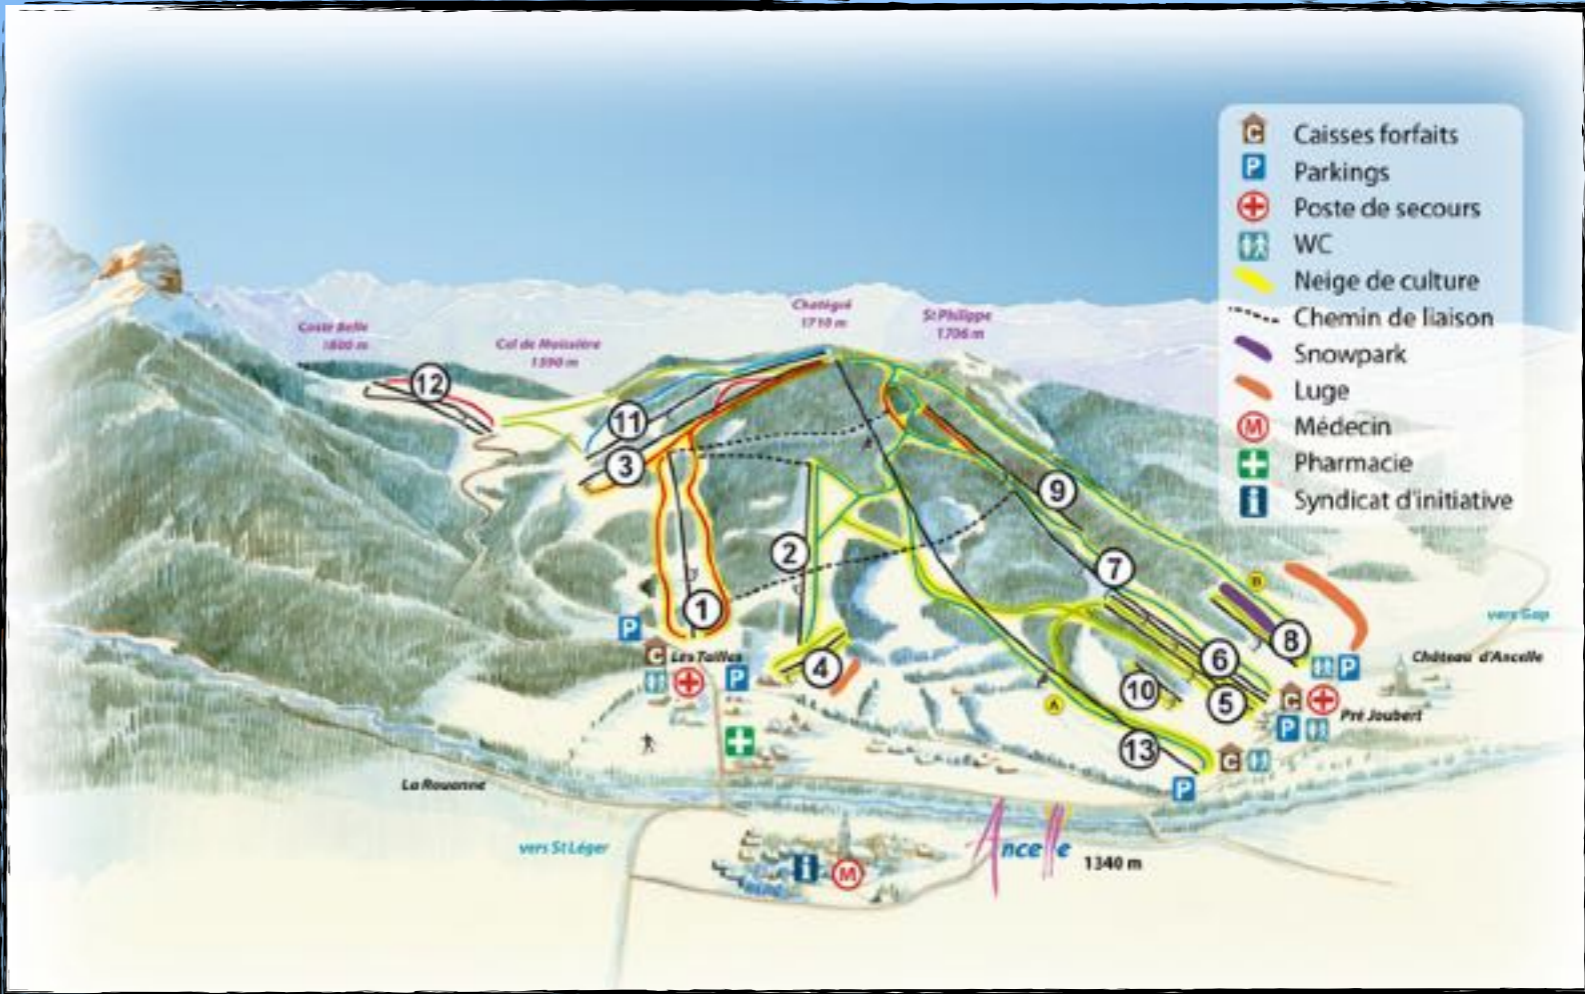 C Caisses forfaits
P Parkings
Poste de secours
WC
Neige de culture
Chemin de liaison
Snowpark
Luge
M Médecin
Pharmacie
i Syndicat d'initiative
Chatégré
1710 m
St Philippe
1706 m
Coste Belle
1600 m
Col de Moissière
1590 m
12
11
3
9
2
7
1
B
8
vers Gap
P
C Les Tailles
P
4
6
P
Château d'Ancelle
10
5
C
Pré Joubert
P
A
13
C
P
La Rouanne
vers St Léger
Ancelle
1340 m
i
M